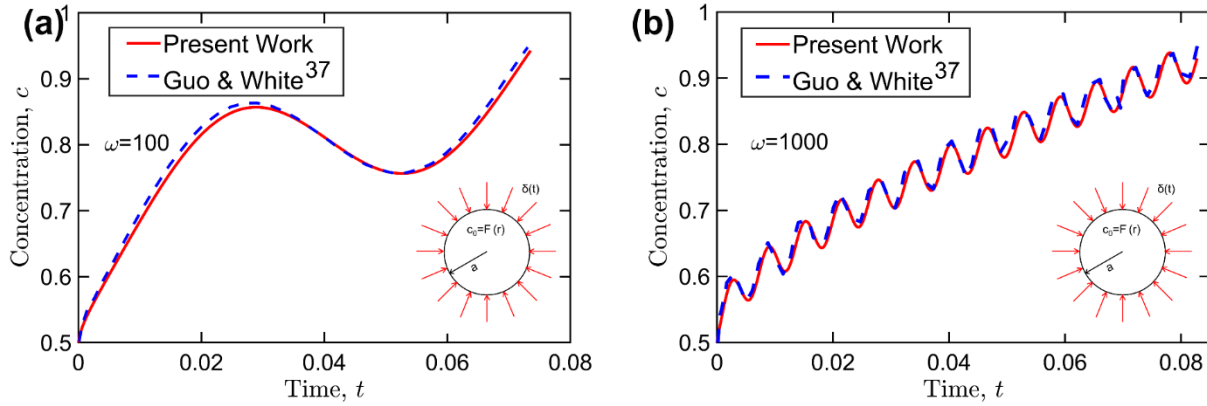 (a)
Present Work
Guo & White37
ω=100
δ(t)
c0=F (r)
a
Concentration, c
1
0.9
0.8
0.7
0.6
0.5
0
0.02
0.04
0.06
0.08
Time, t
(b)
Present Work
Guo & White37
ω=1000
δ(t)
c0=F (r)
a
Concentration, c
1
0.9
0.8
0.7
0.6
0.5
0
0.02
0.04
0.06
0.08
Time, t